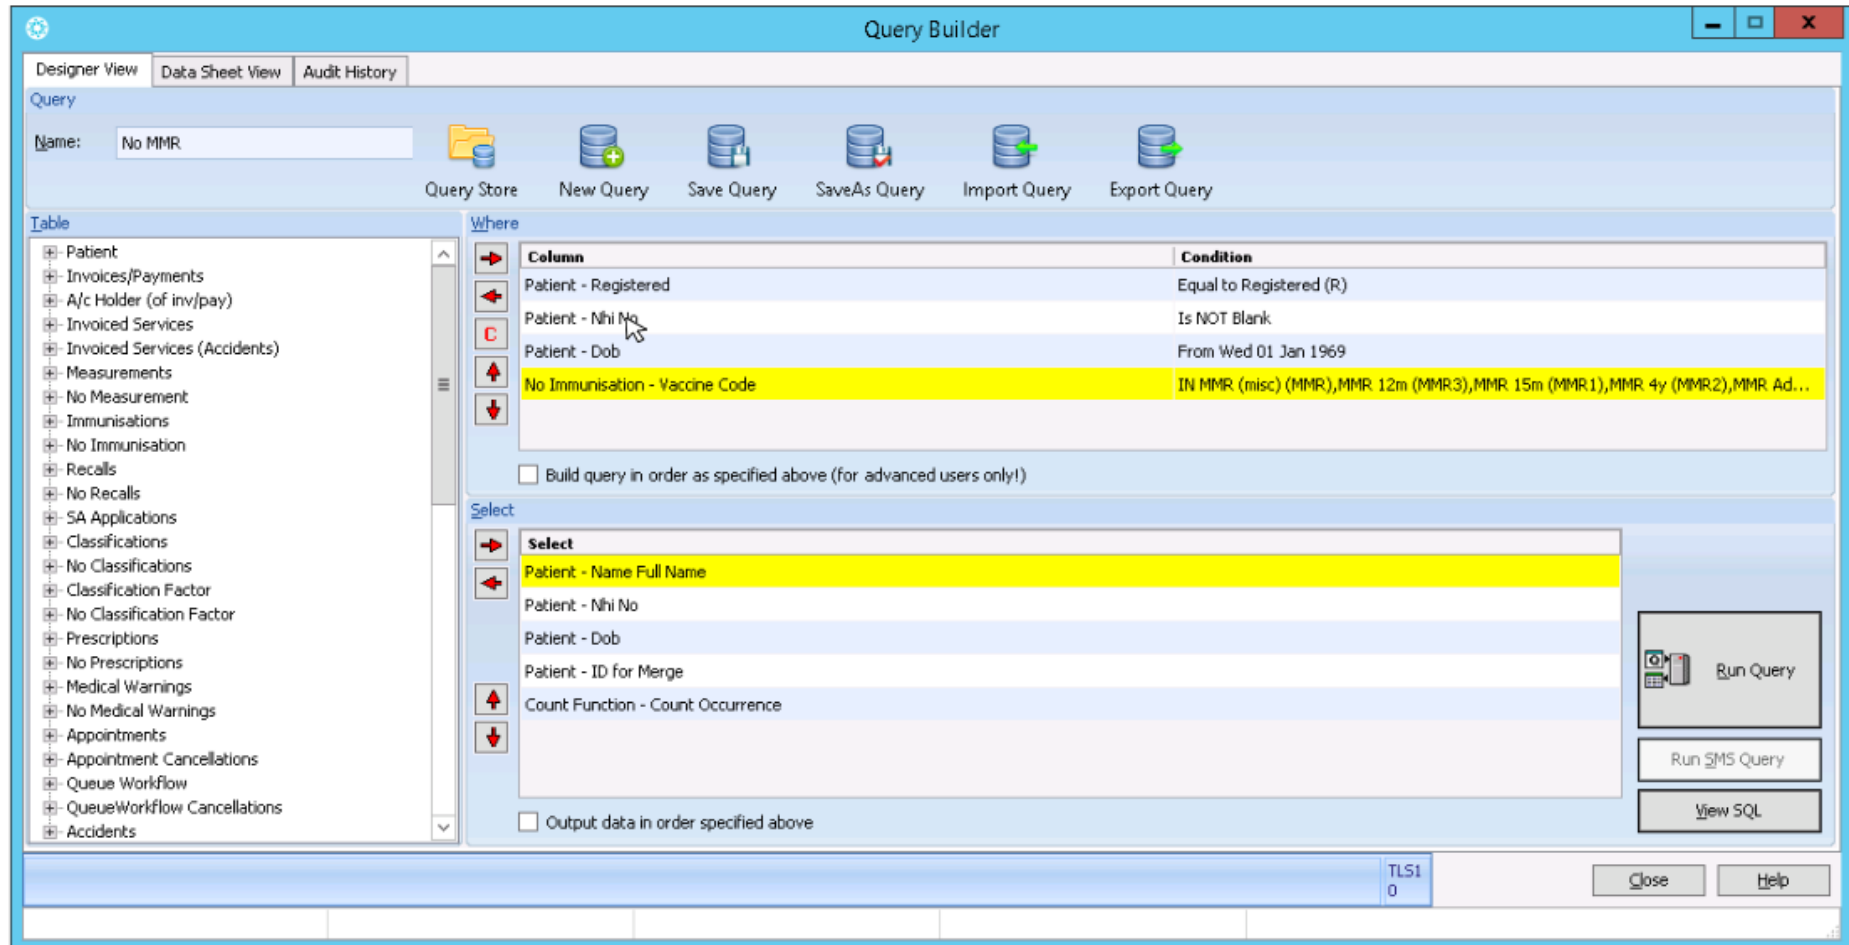 Query Builder
Designer View Data Sheet View Audit History
Query
Name: No MMR
Query Store New Query Save Query SaveAs Query Import Query Export Query
Table
Patient
Invoices/Payments
A/c Holder (of inv/pay)
Invoiced Services
Invoiced Services (Accidents)
Measurements
No Measurement
Immunisations
No Immunisation
Recalls
No Recalls
SA Applications
Classifications
No Classifications
Classification Factor
No Classification Factor
Prescriptions
No Prescriptions
Medical Warnings
No Medical Warnings
Appointments
Appointment Cancellations
Queue Workflow
QueueWorkflow Cancellations
Accidents
Where
Column Condition
Patient - Registered Equal to Registered (R)
Patient - Nhi No Is NOT Blank
Patient - Dob From Wed 01 Jan 1969
No Immunisation - Vaccine Code IN MMR (misc) (MMR),MMR 12m (MMR3),MMR 15m (MMR1),MMR 4y (MMR2),MMR Ad...
C
Build query in order as specified above (for advanced users only!)
Select
Select
Patient - Name Full Name
Patient - Nhi No
Patient - Dob
Patient - ID for Merge
Count Function - Count Occurrence
Output data in order specified above
Run Query
Run SMS Query
View SQL
TLS1
0
Close Help